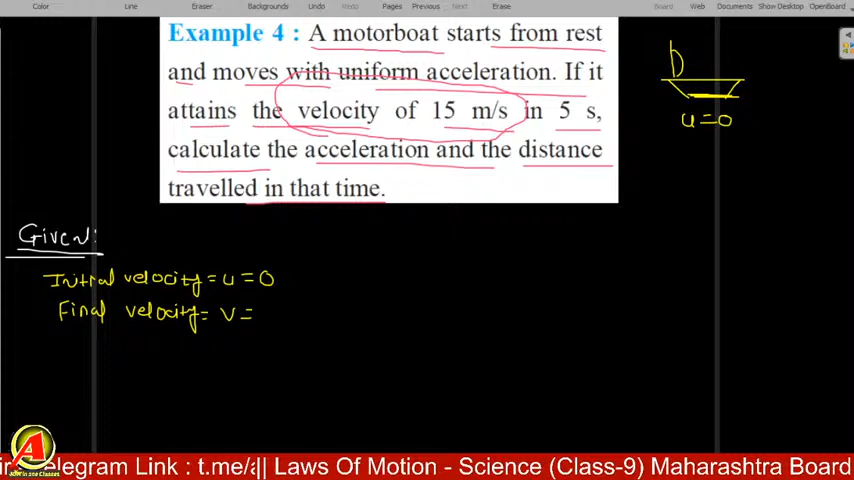 Color Line Eraser Backgrounds Undo Redo Pages Previous Next Erase Board Web Documents Show Desktop OpenBoard
Example 4 : A motorboat starts from rest
and moves with uniform acceleration. If it
attains the velocity of 15 m/s in 5 s,
calculate the acceleration and the distance
travelled in that time.
u=0
Given:
Initial velocity = u = 0
Final velocity = v =
A
elegram Link : t.me/a|| Laws Of Motion - Science (Class-9) Maharashtra Board